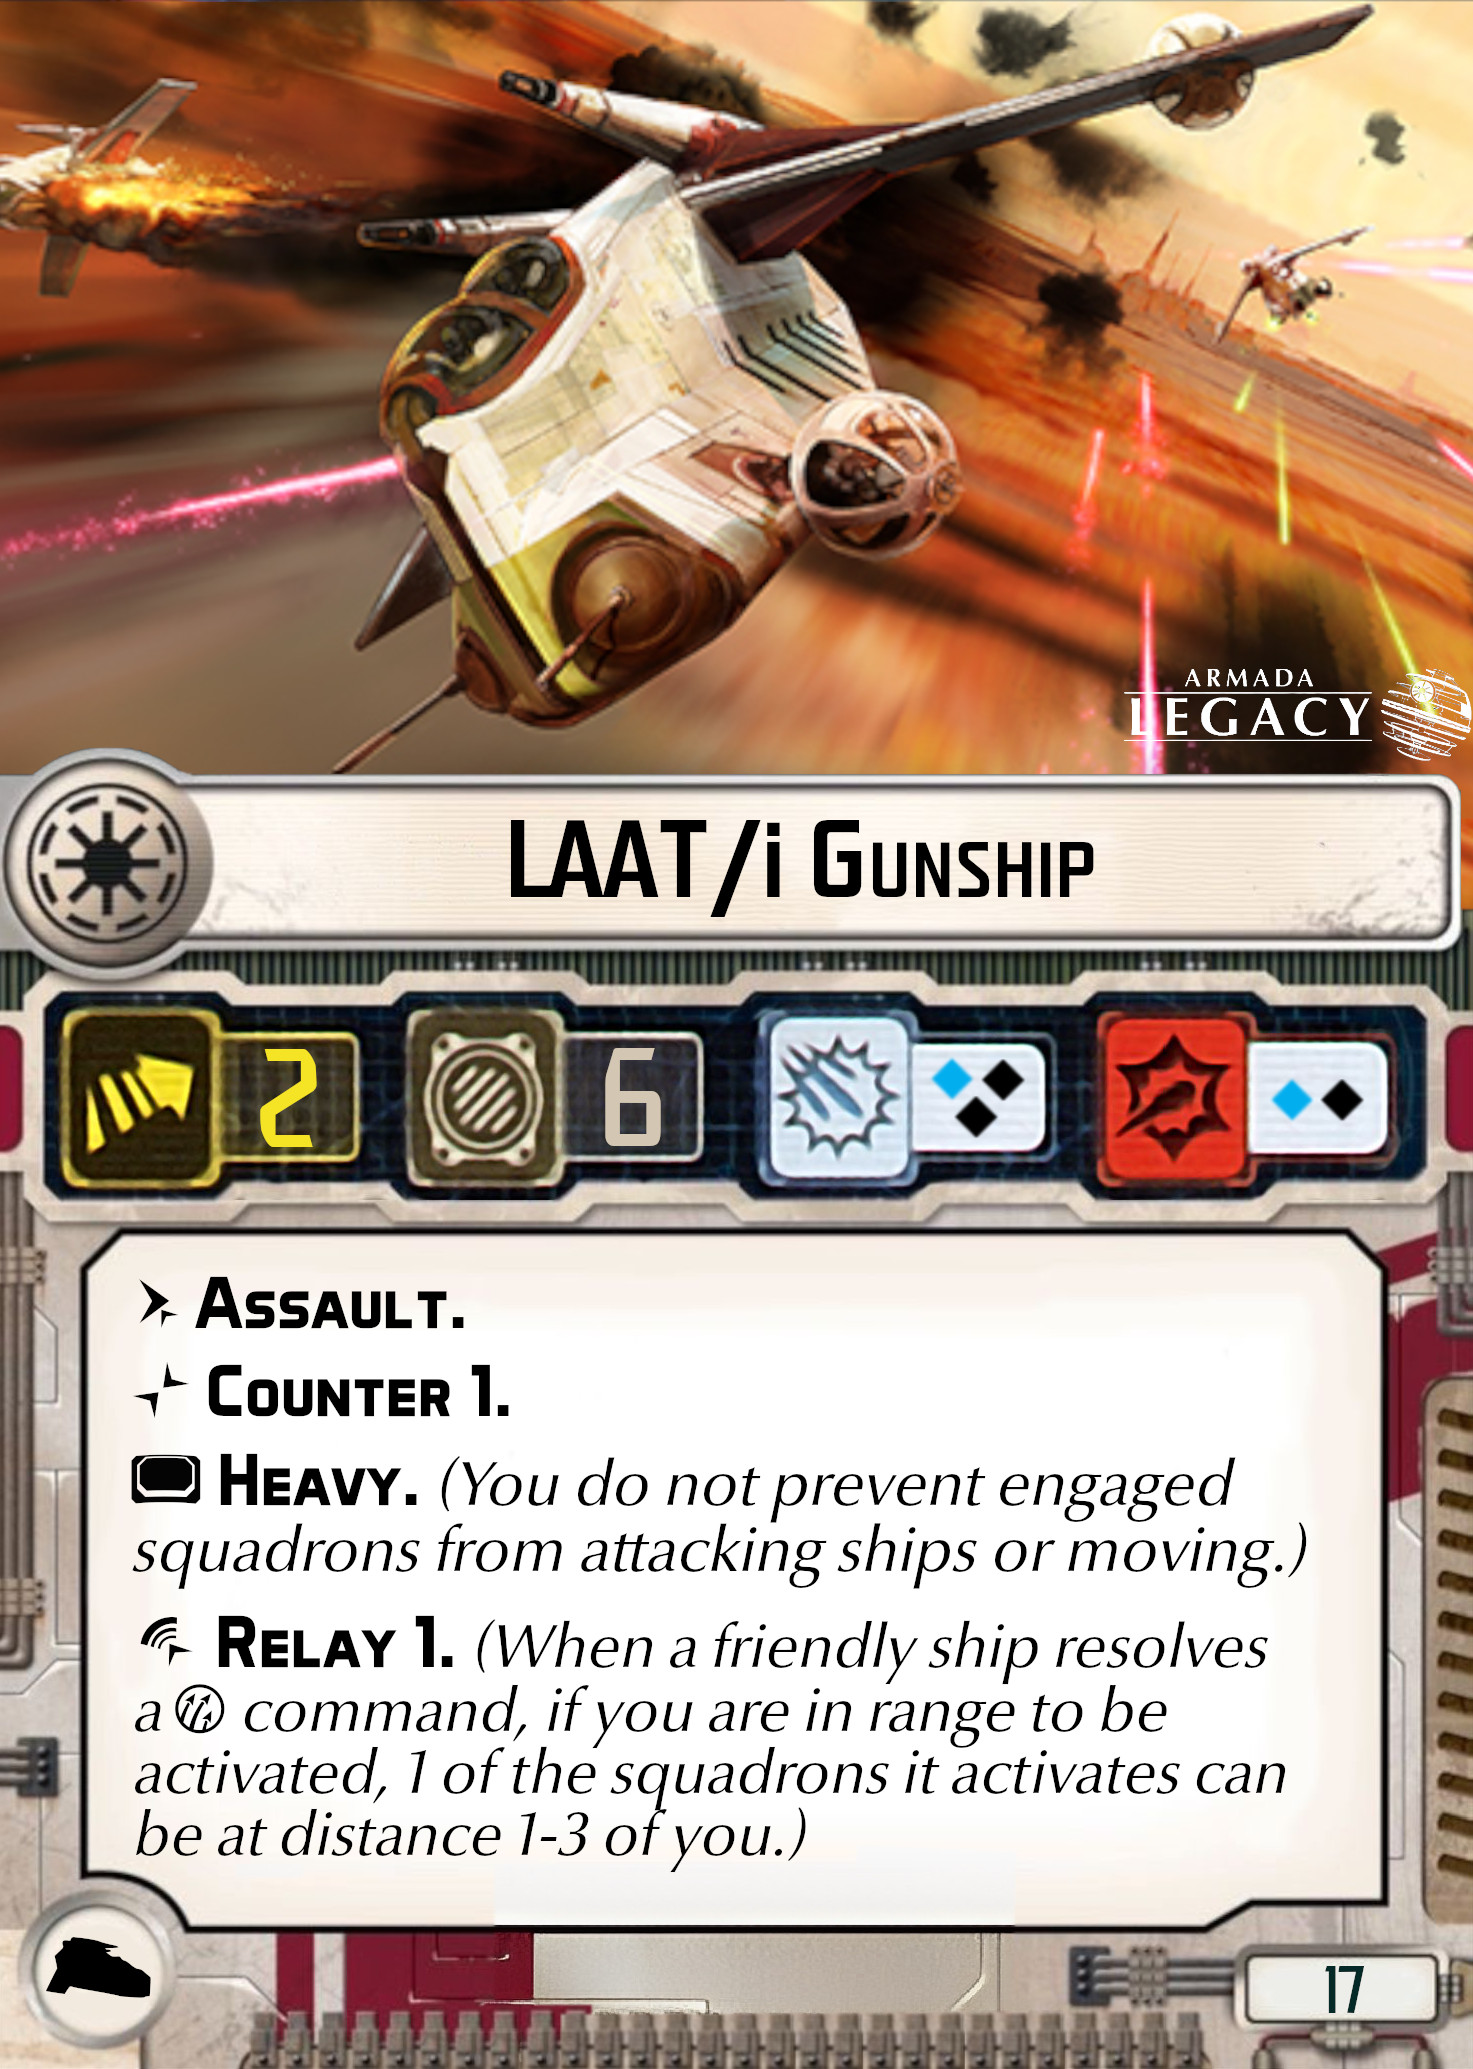 ARMADA
LEGACY
LAAT/i GUNSHIP
2
6
ASSAULT.
COUNTER 1.
HEAVY. (You do not prevent engaged
squadrons from attacking ships or moving.)
RELAY 1. (When a friendly ship resolves
a command, if you are in range to be
activated, 1 of the squadrons it activates can
be at distance 1-3 of you.)
17